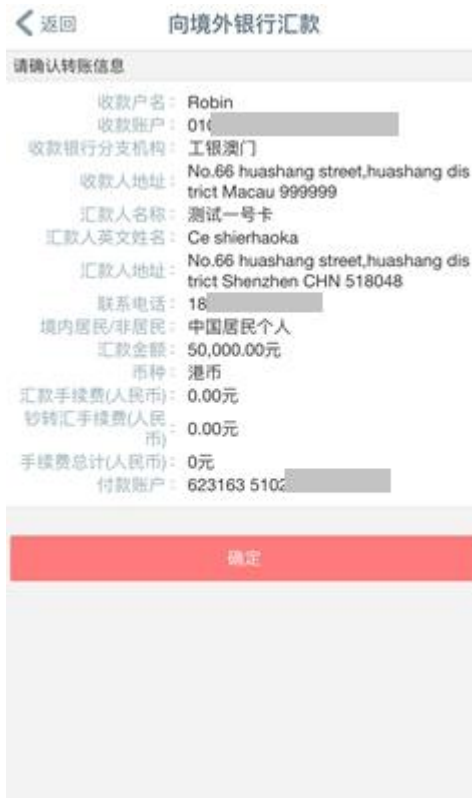 返回
向境外银行汇款
请确认转账信息
收款户名： Robin
收款账户： 010
收款银行分支机构： 工银澳门
收款人地址： No.66 huashang street,huashang dis
trict Macau 999999
汇款人名称： 测试一号卡
汇款人英文姓名： Ce shierhaoka
汇款人地址： No.66 huashang street,huashang dis
trict Shenzhen CHN 518048
联系电话： 18
境内居民/非居民： 中国居民个人
汇款金额： 50,000.00元
币种： 港币
汇款手续费(人民币)： 0.00元
钞转汇手续费(人民
币)： 0.00元
手续费总计(人民币)： 0元
付款账户： 623163 5102
确定